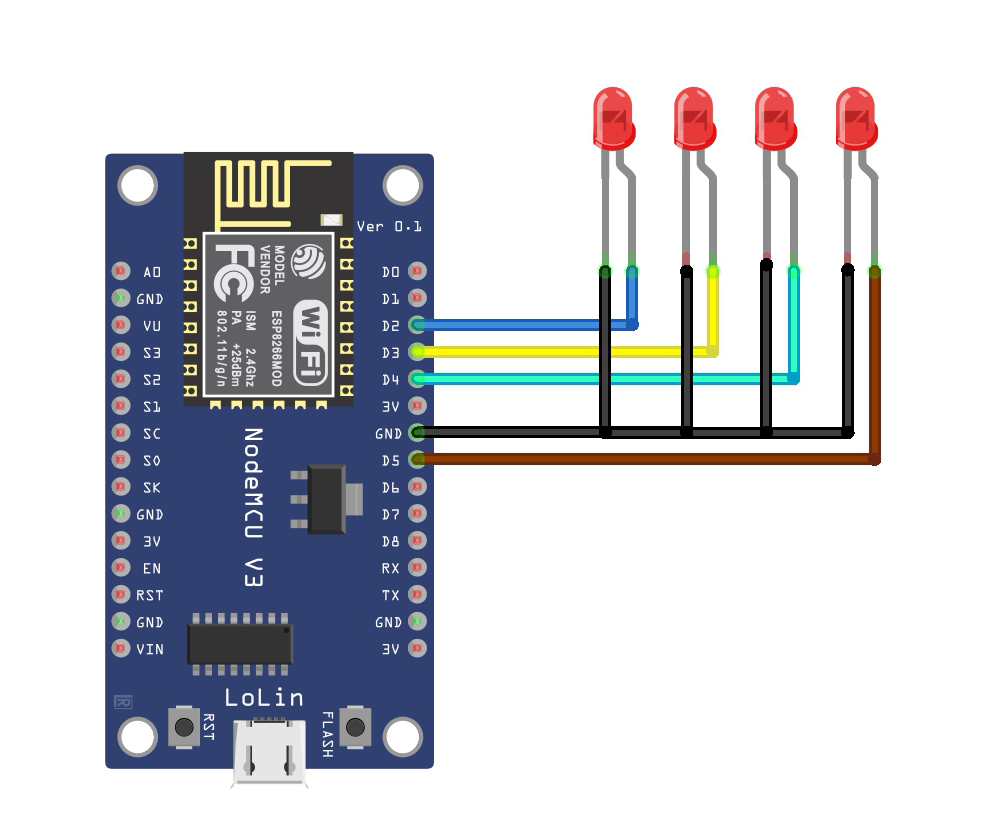 Ver 0.1
MODEL
VENDOR
ESP8266MOD
WiFi
FC
ISM 2.4Ghz
PA +25dBm
802.11b/g/n
A0
GND
VU
S3
S2
S1
SC
S0
SK
GND
3V
EN
RST
GND
VIN
D0
D1
D2
D3
D4
3V
GND
D5
D6
D7
D8
RX
TX
GND
3V
NodeMCU V3
LoLin
RST
FLASH